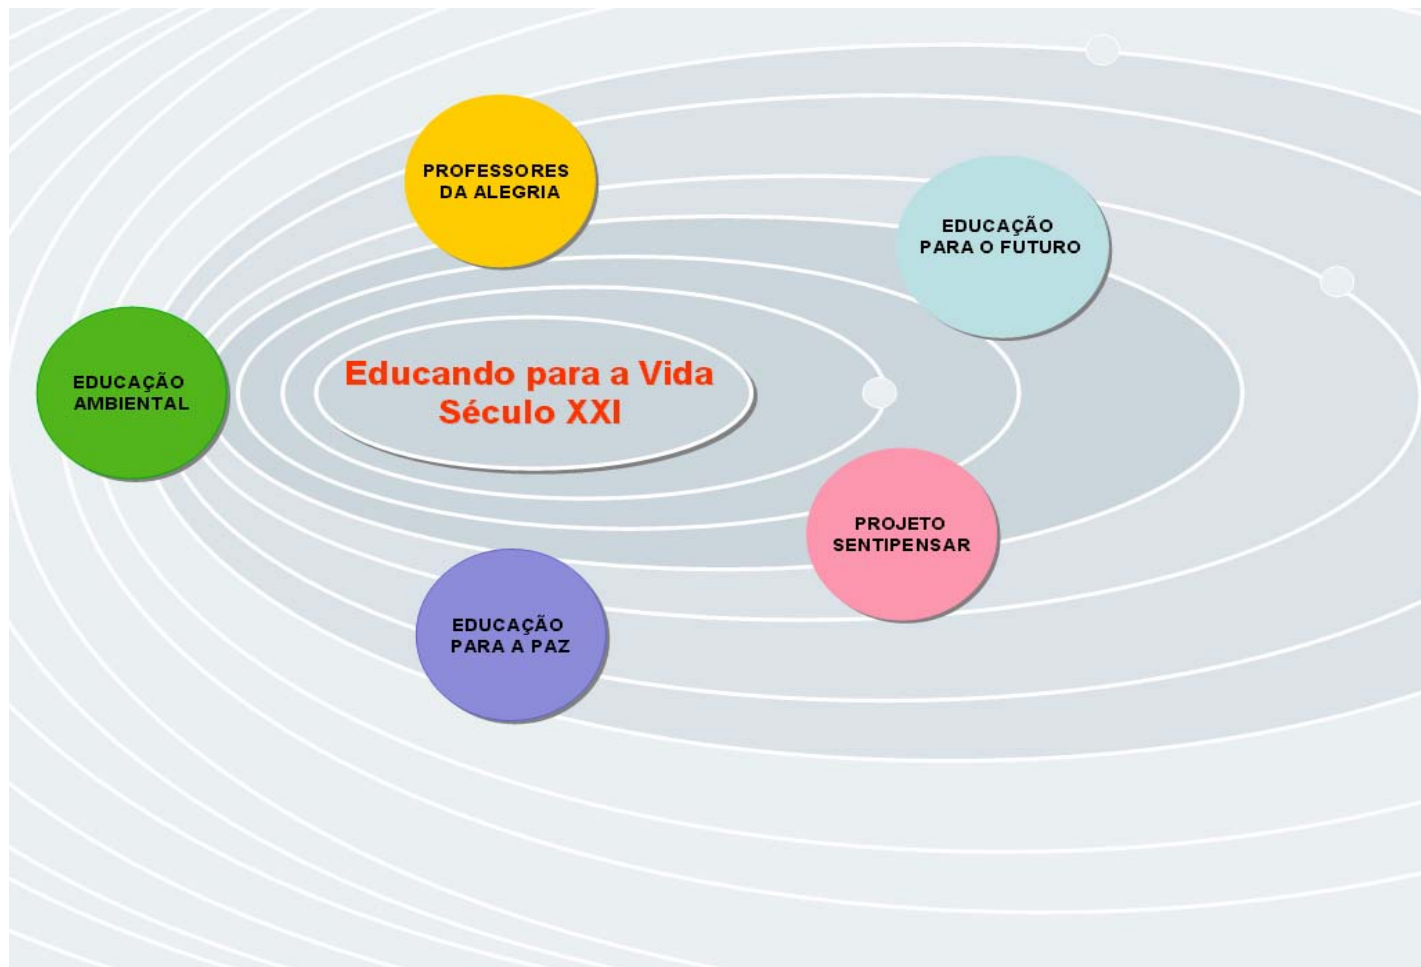 PROFESSORES
DA ALEGRIA
EDUCAÇÃO
PARA O FUTURO
Educando para a Vida
Século XXI
EDUCAÇÃO
AMBIENTAL
PROJETO
SENTIPENSAR
EDUCAÇÃO
PARA A PAZ